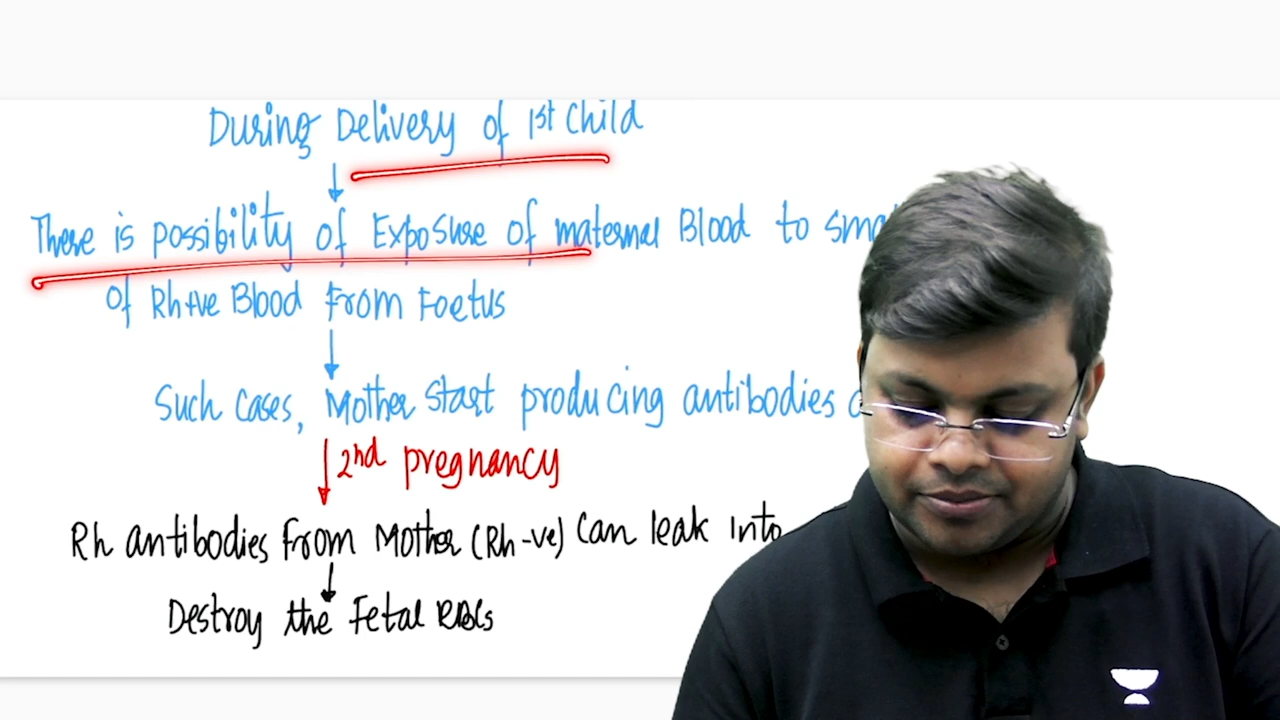 During Delivery of 1st Child
There is possibility of Exposure of maternal Blood to
of Rh+ve Blood From Foetus
Such Cases, Mother start producing antibodies
2nd pregnancy
Rh antibodies from Mother (Rh-ve) Can leak into
Destroy the Fetal RBCs